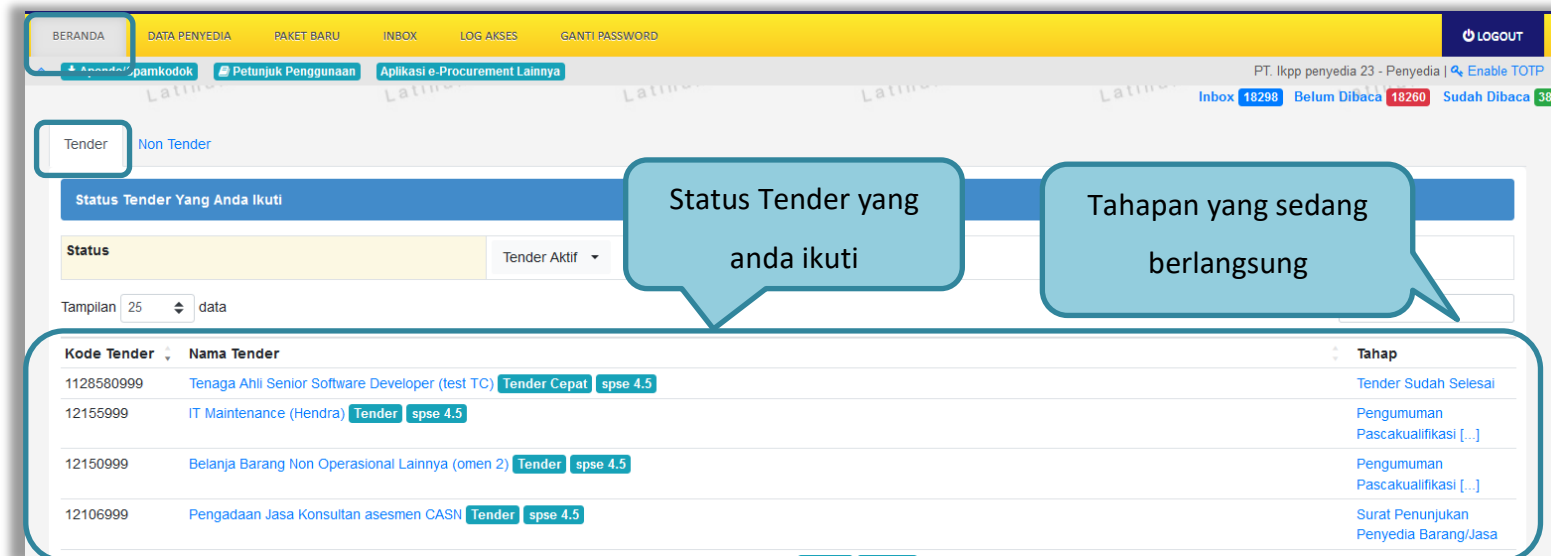 BERANDA DATA PENYEDIA PAKET BARU INBOX LOG AKSES GANTI PASSWORD LOGOUT
Apendo/Spamkodok Petunjuk Penggunaan Aplikasi e-Procurement Lainnya PT. lkpp penyedia 23 - Penyedia | Enable TOTP
Inbox 18298 Belum Dibaca 18260 Sudah Dibaca 38
Tender Non Tender
Status Tender Yang Anda Ikuti
Status Tender yang
anda ikuti
Tahapan yang sedang
berlangsung
Status Tender Aktif
Tampilan 25 data
Kode Tender Nama Tender Tahap
1128580999 Tenaga Ahli Senior Software Developer (test TC) Tender Cepat spse 4.5 Tender Sudah Selesai
12155999 IT Maintenance (Hendra) Tender spse 4.5 Pengumuman
Pascakualifikasi [...]
12150999 Belanja Barang Non Operasional Lainnya (omen 2) Tender spse 4.5 Pengumuman
Pascakualifikasi [...]
12106999 Pengadaan Jasa Konsultan asesmen CASN Tender spse 4.5 Surat Penunjukan
Penyedia Barang/Jasa